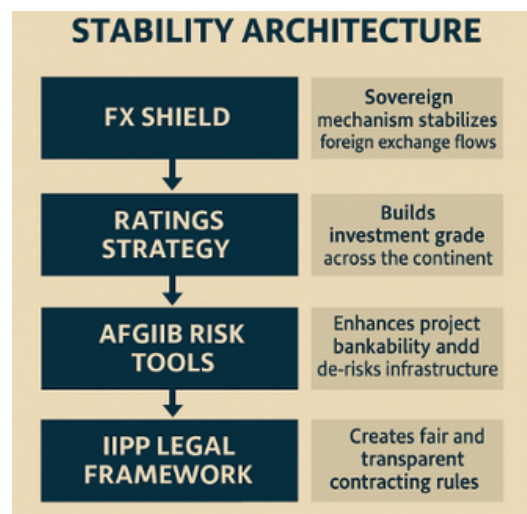 STABILITY ARCHITECTURE
FX SHIELD
Sovereign
mechanism stabilizes
foreign exchange flows
RATINGS
STRATEGY
Builds
investment grade
across the continent
AFGIIB RISK
TOOLS
Enhances project
bankability andd
de-risks infrastructure
IIPP LEGAL
FRAMEWORK
Creates fair and
transparent
contracting rules